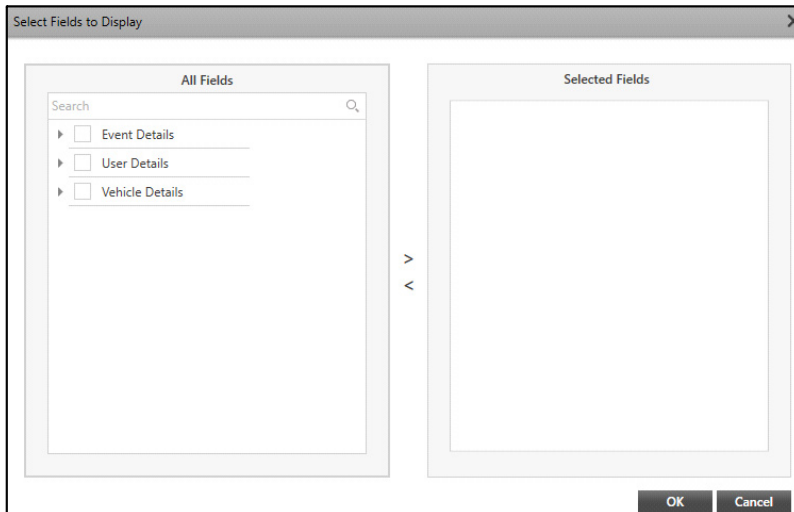 Select Fields to Display
All Fields
Search
Event Details
User Details
Vehicle Details
>
<
Selected Fields
OK Cancel